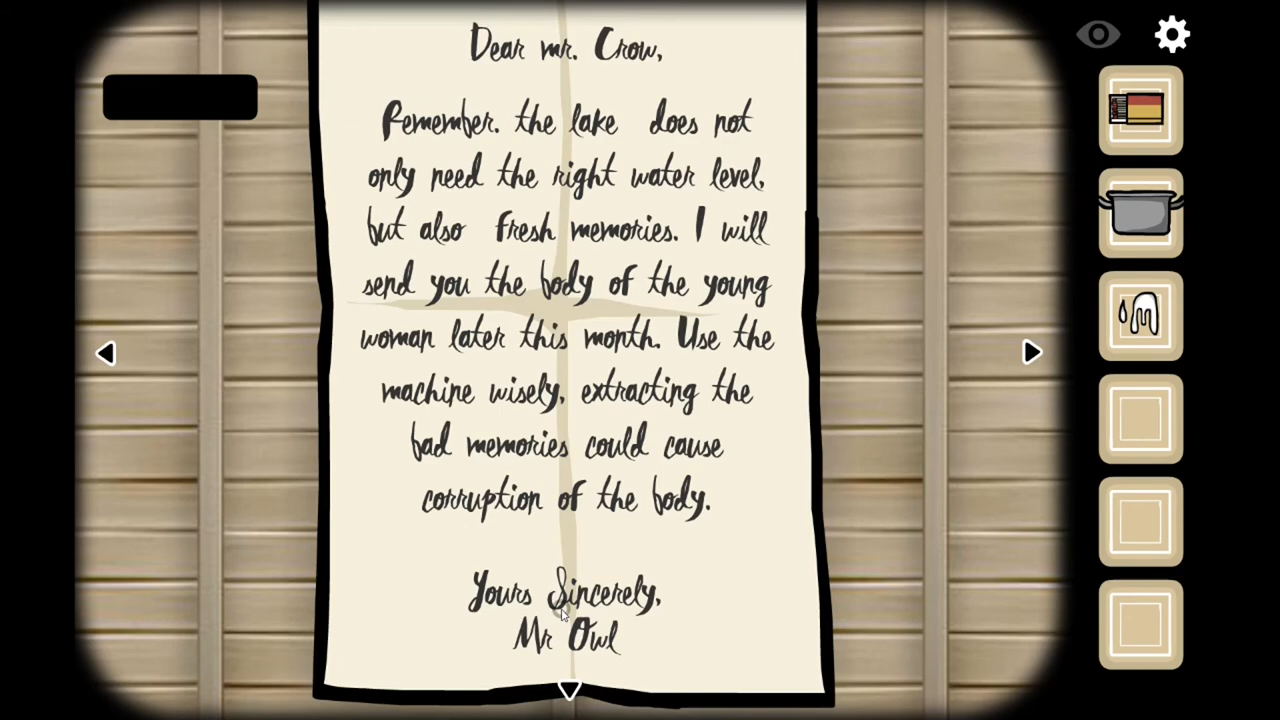 Dear mr. Crow,
Remember. the lake does not
only need the right water level,
but also fresh memories. I will
send you the body of the young
woman later this month. Use the
machine wisely, extracting the
bad memories could cause
corruption of the body.
Yours Sincerely,
Mr Owl